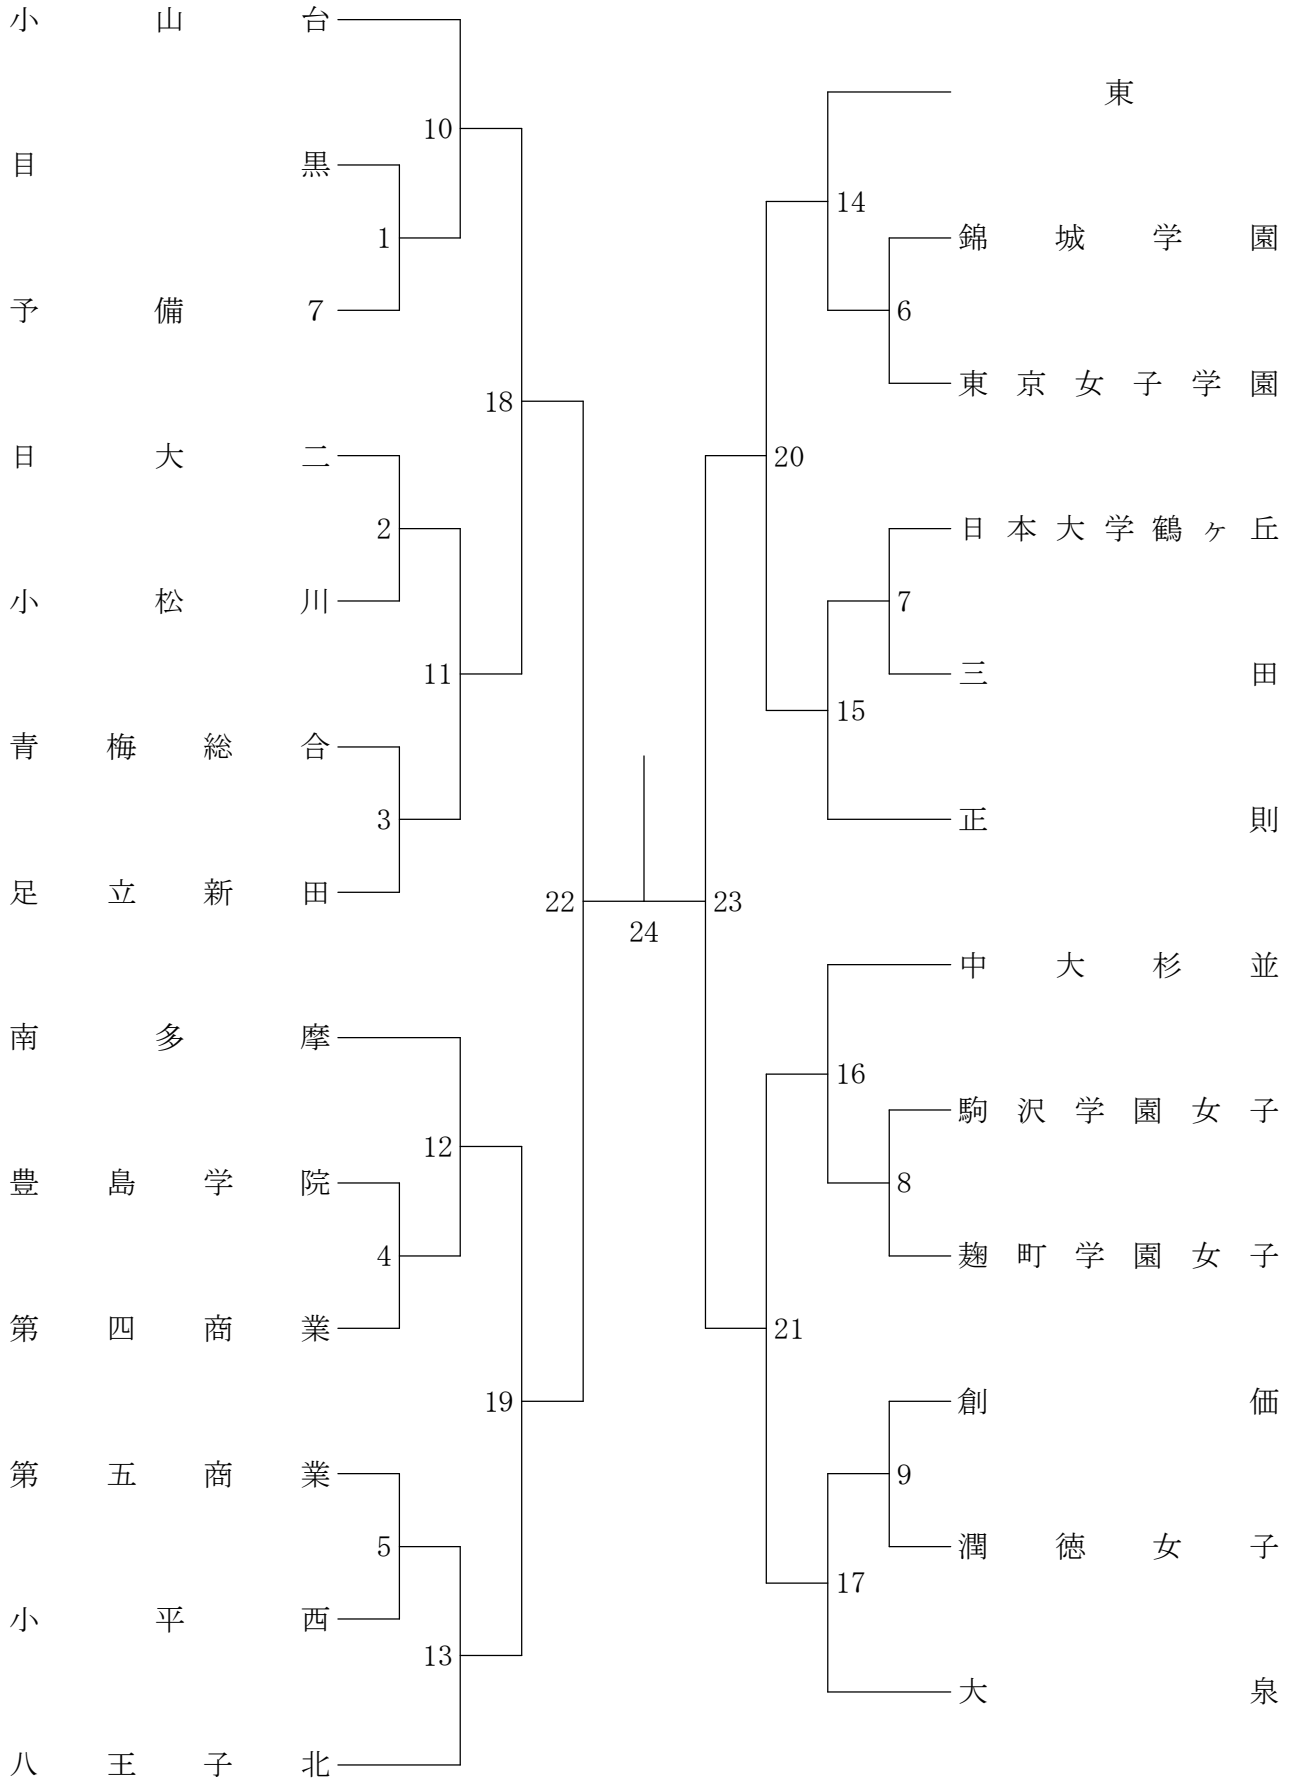 小山台
10
目黒
1
予備7
18
日大二
2
小松川
11
青梅総合
3
足立新田
22
南多摩
12
豊島学院
4
第四商業
19
第五商業
5
小平西
13
八王子北
24
東
14
錦城学園
6
東京女子学園
20
日本大学鶴ヶ丘
7
三田
15
正則
23
中大杉並
16
駒沢学園女子
8
麹町学園女子
21
創価
9
潤徳女子
17
大泉